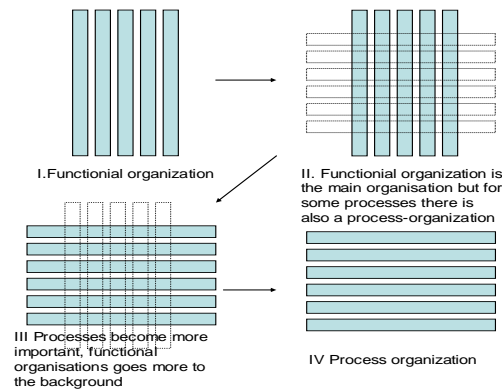 I.Functionial organization
II. Functionial organization is
the main organisation but for
some processes there is
also a process-organization
III Processes become more
important, functional
organisations goes more to
the background
IV Process organization